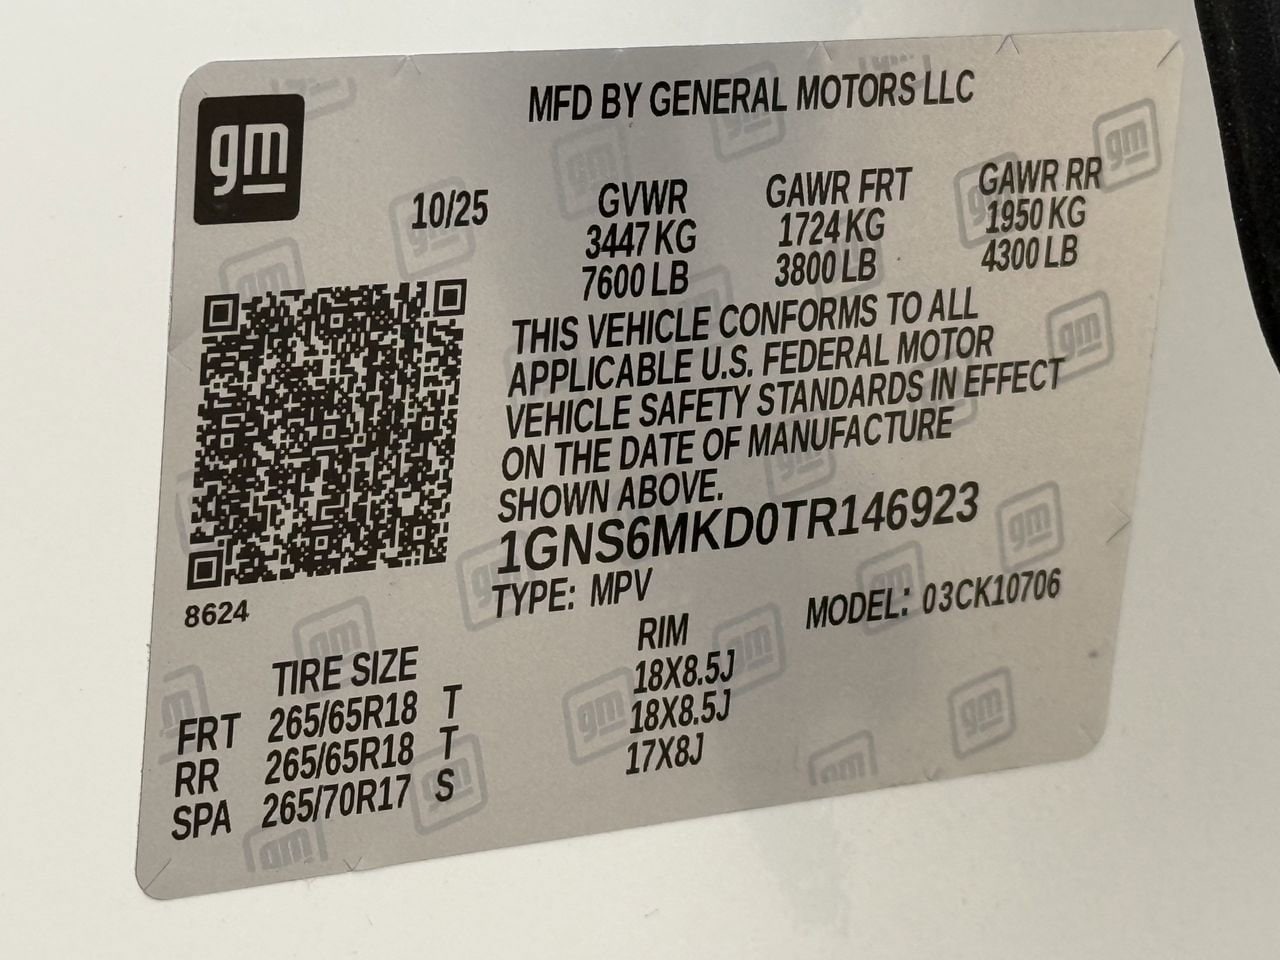 gm
MFD BY GENERAL MOTORS LLC
10/25
GVWR GAWR FRT GAWR RR
3447 KG 1724 KG 1950 KG
7600 LB 3800 LB 4300 LB
THIS VEHICLE CONFORMS TO ALL
APPLICABLE U.S. FEDERAL MOTOR
VEHICLE SAFETY STANDARDS IN EFFECT
ON THE DATE OF MANUFACTURE
SHOWN ABOVE.
1GNS6MKD0TR146923
TYPE: MPV MODEL: 03CK10706
8624
TIRE SIZE RIM
FRT 265/65R18 T 18X8.5J
RR 265/65R18 T 18X8.5J
SPA 265/70R17 S 17X8J